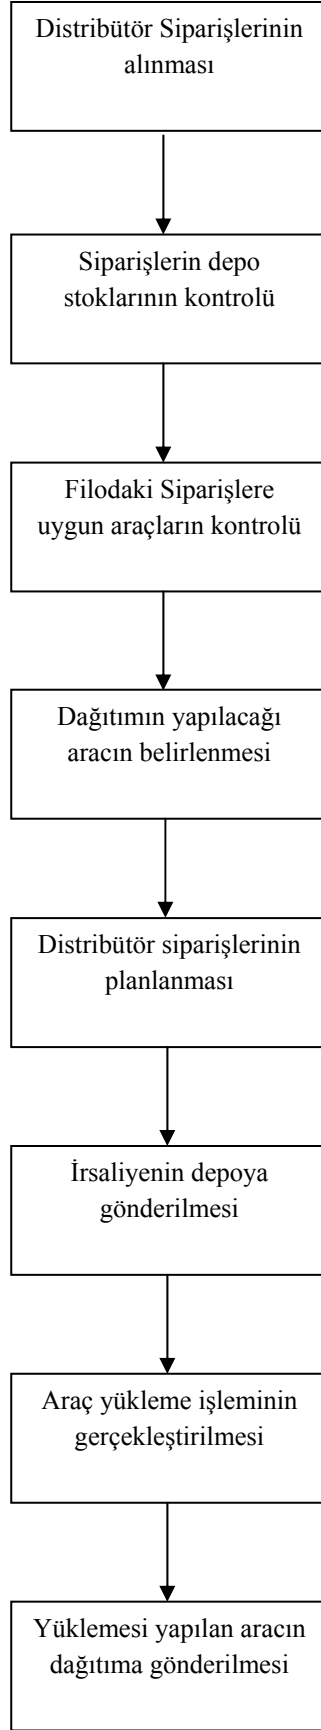 Distribütör Siparişlerinin
alınması
Siparişlerin depo
stoklarının kontrolü
Filodaki Siparişlere
uygun araçların kontrolü
Dağıtımın yapılacağı
aracın belirlenmesi
Distribütör siparişlerinin
planlanması
İrsaliyenin depoya
gönderilmesi
Araç yükleme işleminin
gerçekleştirilmesi
Yüklemesi yapılan aracın
dağıtıma gönderilmesi